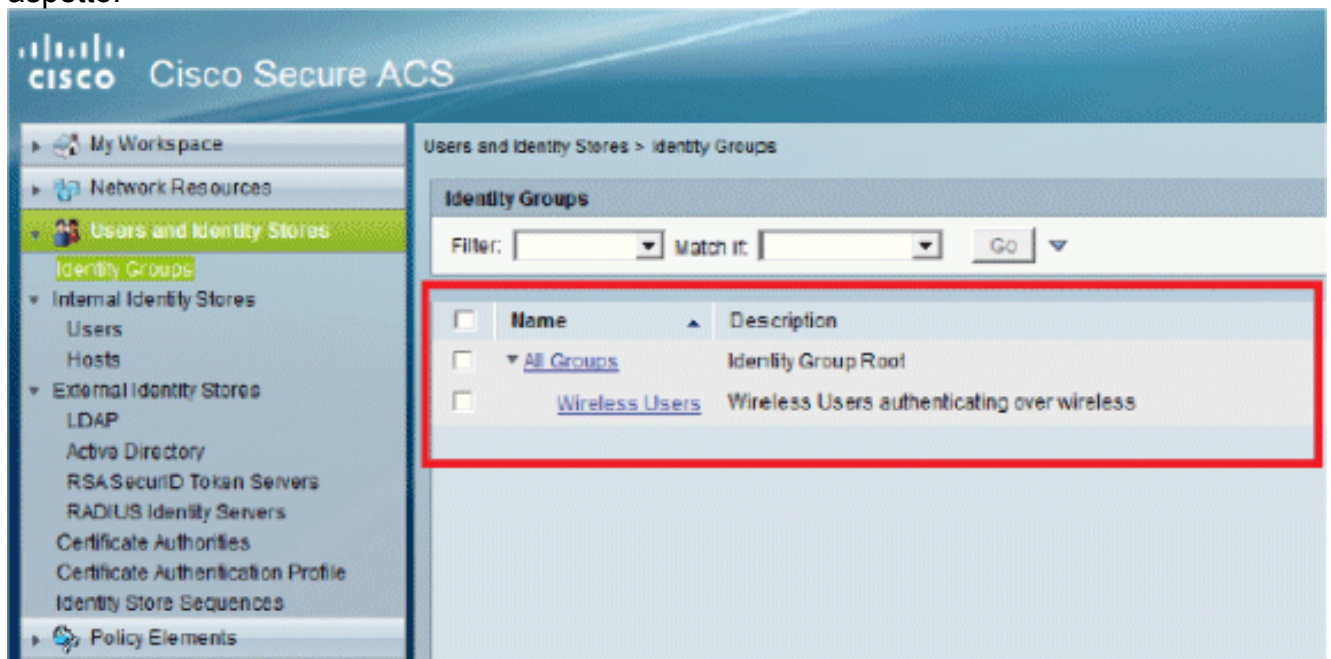 aspetto.
cisco Cisco Secure ACS
My Workspace
Network Resources
Users and Identity Stores
Identity Groups
Internal Identity Stores
Users
Hosts
External Identity Stores
LDAP
Active Directory
RSA SecurID Token Servers
RADIUS Identity Servers
Certificate Authorities
Certificate Authentication Profile
Identity Store Sequences
Policy Elements
Users and Identity Stores > Identity Groups
Identity Groups
Filter: Match if: Go
Name Description
All Groups Identity Group Root
Wireless Users Wireless Users authenticating over wireless